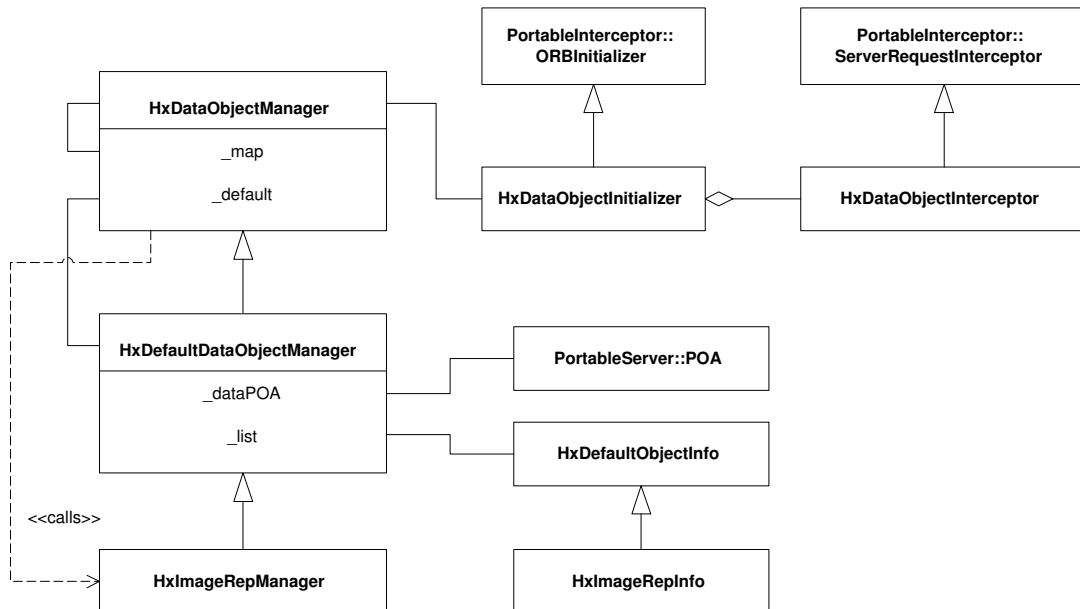 PortableInterceptor::
ORBInitializer
PortableInterceptor::
ServerRequestInterceptor
HxDataObjectManager
_map
_default
HxDataObjectInitializer
HxDataObjectInterceptor
HxDefaultDataObjectManager
_dataPOA
_list
PortableServer::POA
HxDefaultObjectInfo
<<calls>>
HxImageRepManager
HxImageRepInfo